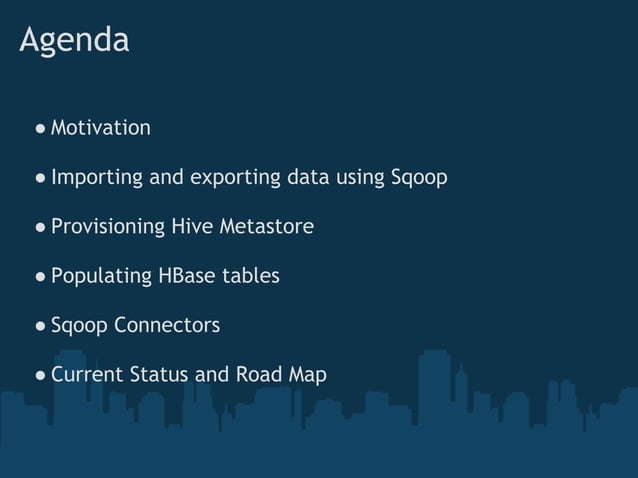 Agenda
● Motivation
● Importing and exporting data using Sqoop
● Provisioning Hive Metastore
● Populating HBase tables
● Sqoop Connectors
● Current Status and Road Map